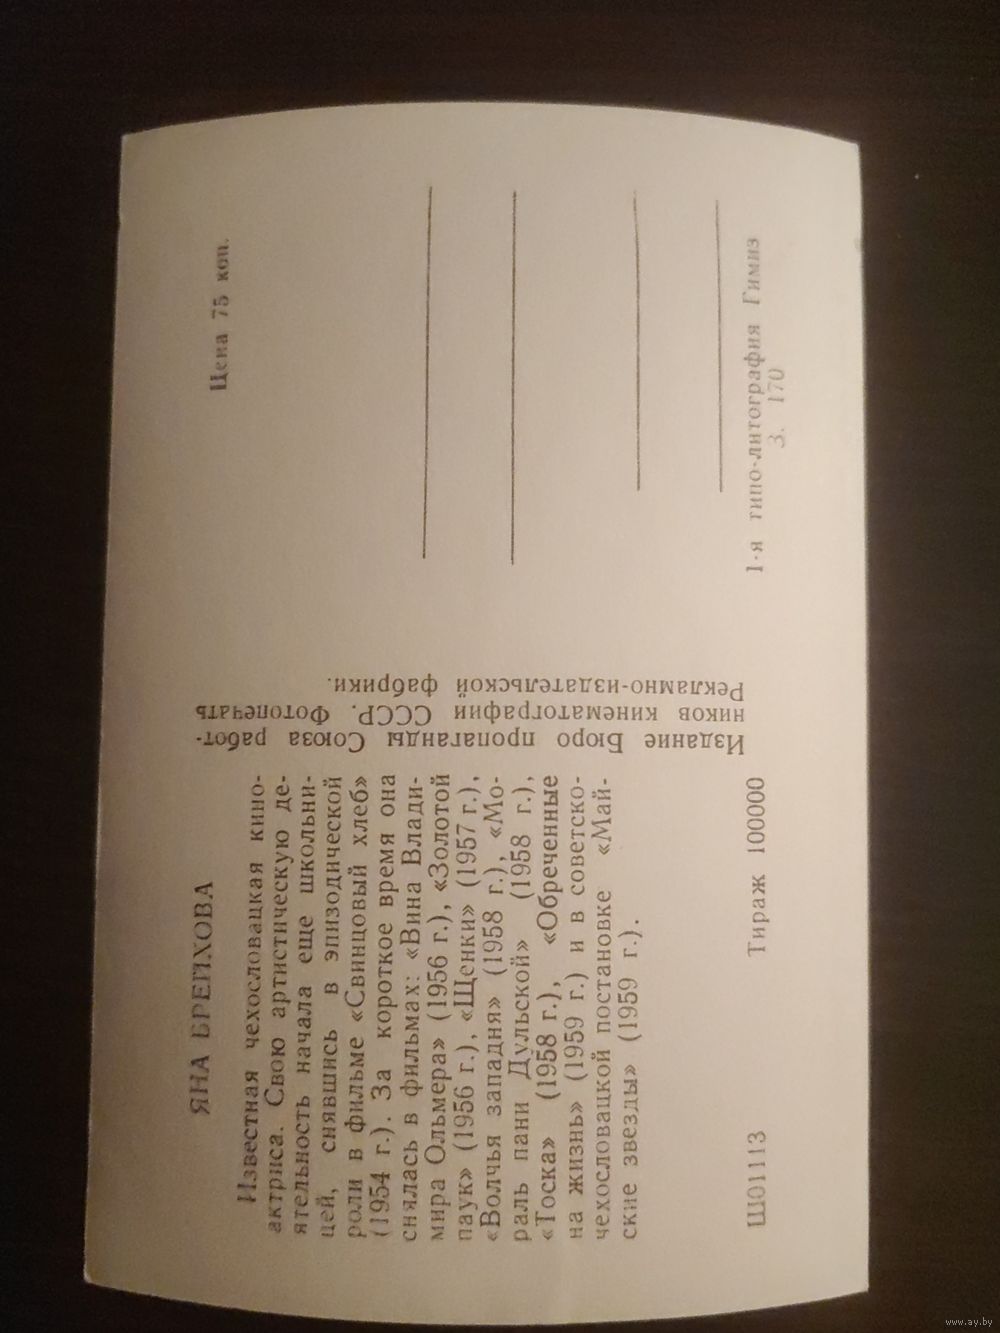 ЯНА БРЕЙХОВА
Известная чехословацкая кино-
актриса. Свою артистическую де-
ятельность начала еще школьни-
цей, снявшись в эпизодической
роли в фильме «Свинцовый хлеб»
(1954 г.). За короткое время она
снялась в фильмах: «Вина Влади-
мира Ольмера» (1956 г.), «Золотой
паук» (1956 г.), «Щенки» (1957 г.),
«Волчья западня» (1958 г.), «Мо-
раль пани Дульской» (1958 г.),
«Тоска» (1958 г.), «Обреченные
на жизнь» (1959 г.) и в советско-
чехословацкой постановке «Май-
ские звезды» (1959 г.).
Ш01113 Тираж 100000
Издание Бюро пропаганды Союза работ-
ников кинематографии СССР. Фотопечать
Рекламно-издательской фабрики.
Цена 75 коп.
1-я типо-литография Гимиз
З. 170
www.ay.by